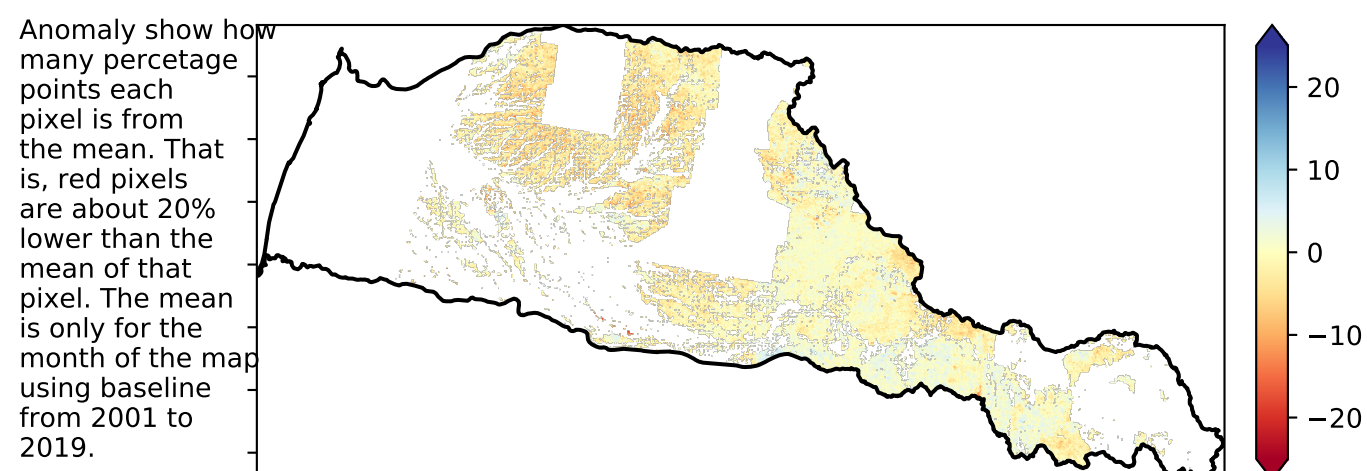 Anomaly show how
many percetage
points each
pixel is from
the mean. That
is, red pixels
are about 20%
lower than the
mean of that
pixel. The mean
is only for the
month of the map
using baseline
from 2001 to
2019.
20
10
0
−10
−20